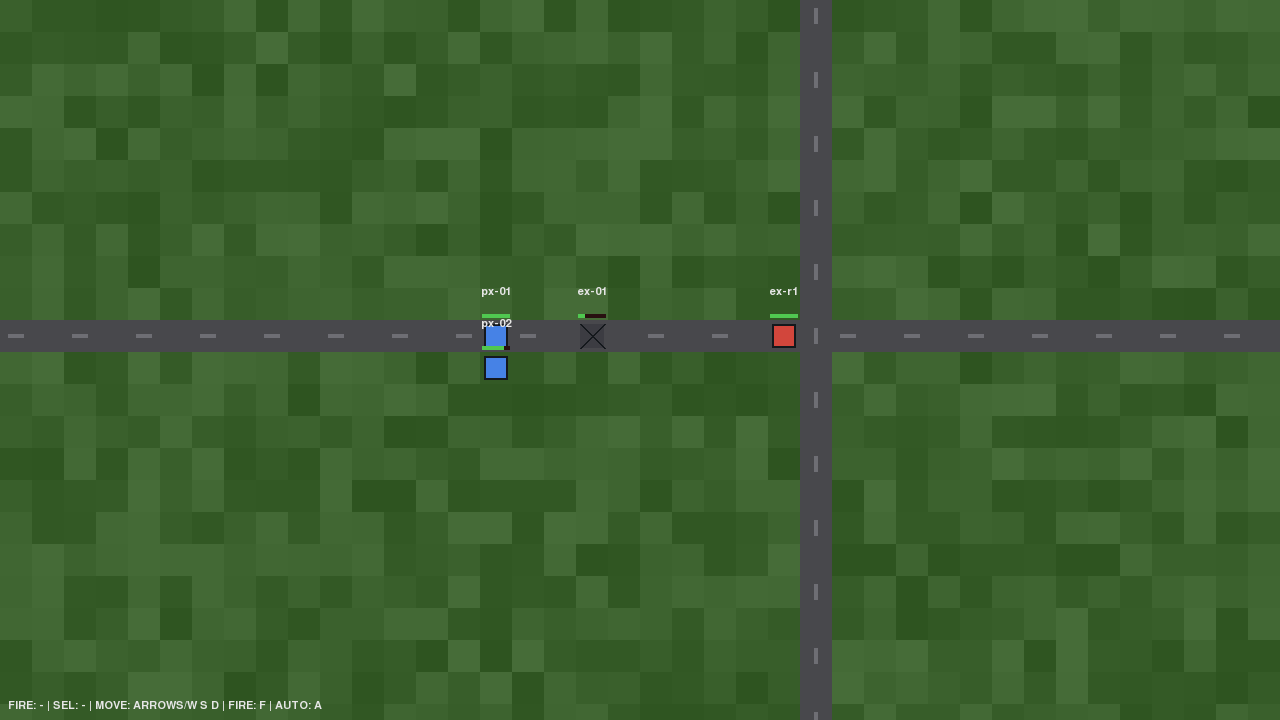 px-01
ex-01
ex-r1
px-02
FIRE: - | SEL: - | MOVE: ARROWS/W S D | FIRE: F | AUTO: A